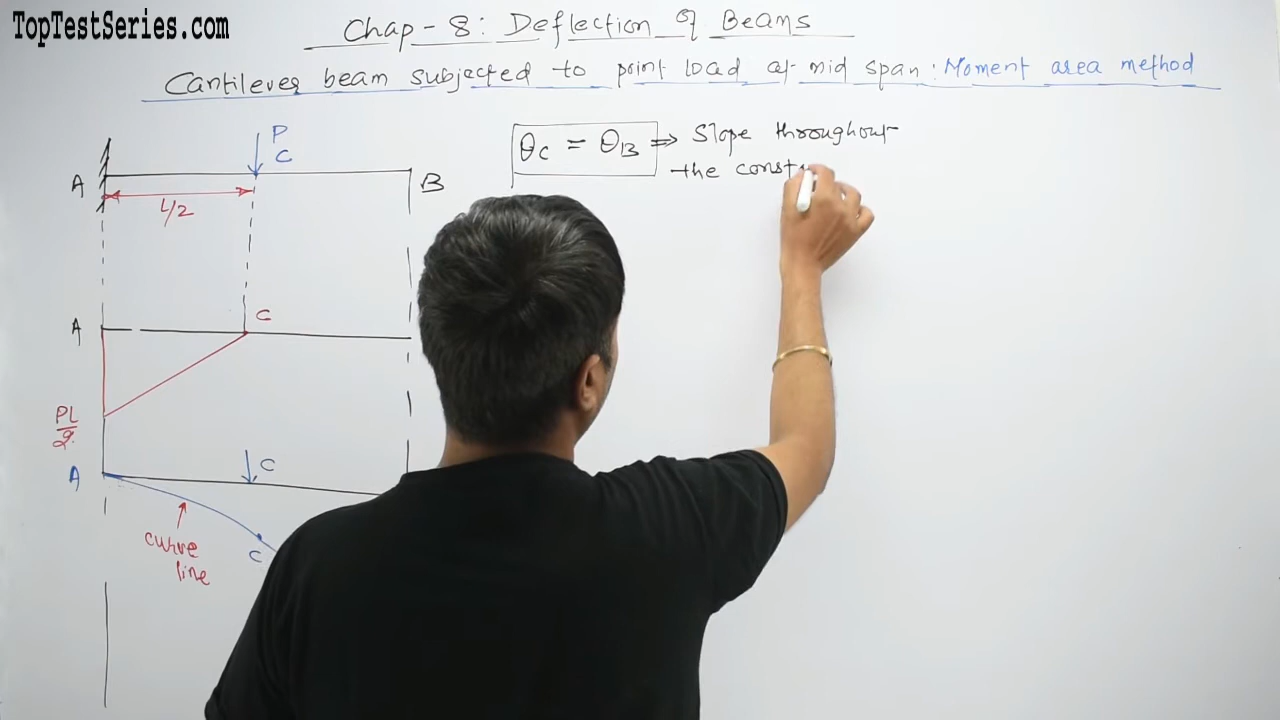 TopTestSeries.com
Chap-8: Deflection of Beams
Cantilever beam subjected to point load at mid span: Moment area method
P
C
A
B
L/2
θC = θB ⇒ Slope throughout
the const
A
C
PL/2
A
C
curve
line
C